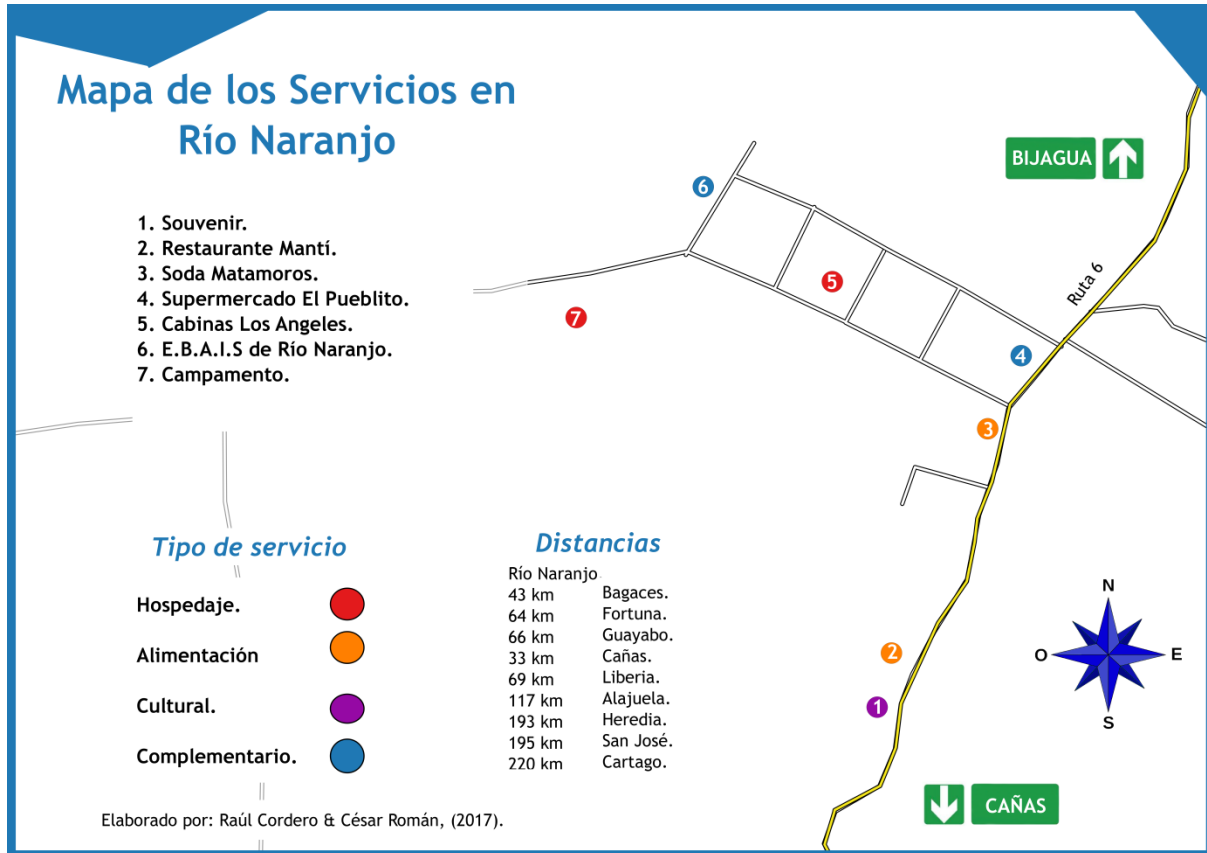 Mapa de los Servicios en
Río Naranjo
BIJAGUA
1. Souvenir.
2. Restaurante Mantí.
3. Soda Matamoros.
4. Supermercado El Pueblito.
5. Cabinas Los Angeles.
6. E.B.A.I.S de Río Naranjo.
7. Campamento.
6
5
7
4
3
2
1
Ruta 6
Tipo de servicio
Hospedaje.
Alimentación
Cultural.
Complementario.
Distancias
Río Naranjo
43 km Bagaces.
64 km Fortuna.
66 km Guayabo.
33 km Cañas.
69 km Liberia.
117 km Alajuela.
193 km Heredia.
195 km San José.
220 km Cartago.
N
O E
S
CAÑAS
Elaborado por: Raúl Cordero & César Román, (2017).